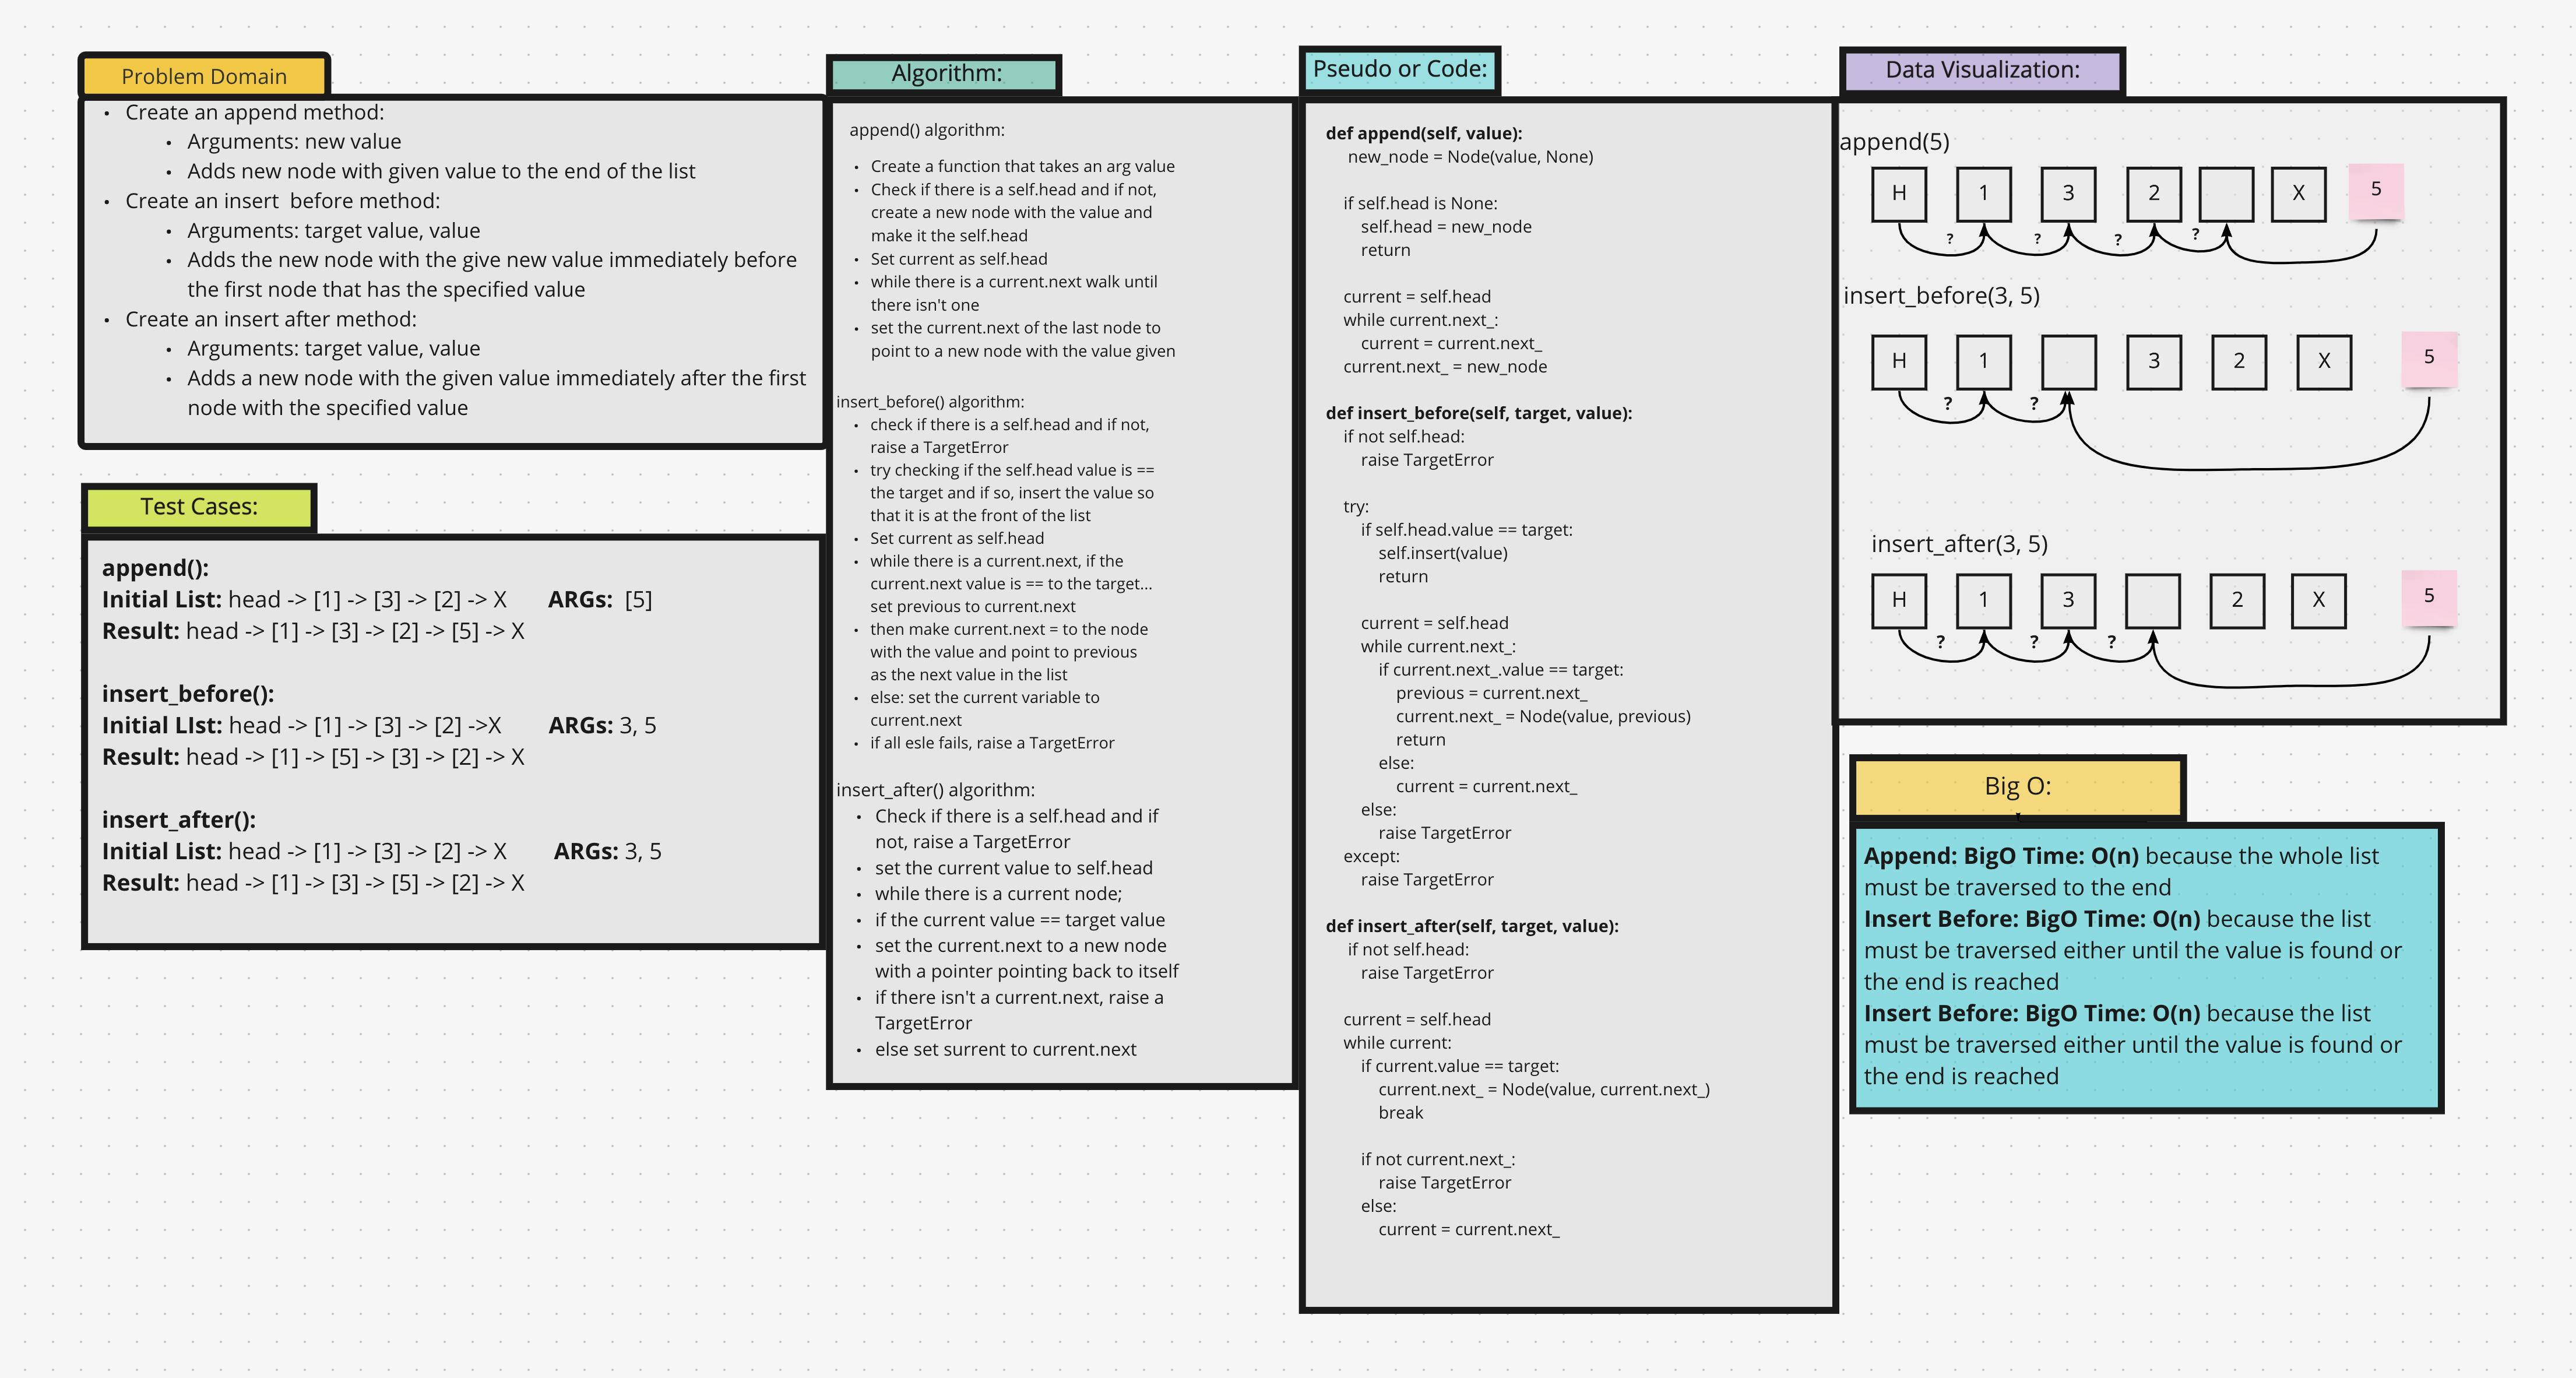 Problem Domain
• Create an append method:
• Arguments: new value
• Adds new node with given value to the end of the list
• Create an insert  before method:
• Arguments: target value, value
• Adds the new node with the give new value immediately before
the first node that has the specified value
• Create an insert after method:
• Arguments: target value, value
• Adds a new node with the given value immediately after the first
node with the specified value
Test Cases:
append():
Initial List: head -> [1] -> [3] -> [2] -> X ARGs: [5]
Result: head -> [1] -> [3] -> [2] -> [5] -> X
insert_before():
Initial LIst: head -> [1] -> [3] -> [2] ->X ARGs: 3, 5
Result: head -> [1] -> [5] -> [3] -> [2] -> X
insert_after():
Initial List: head -> [1] -> [3] -> [2] -> X ARGs: 3, 5
Result: head -> [1] -> [3] -> [5] -> [2] -> X
Algorithm:
append() algorithm:
• Create a function that takes an arg value
• Check if there is a self.head and if not,
create a new node with the value and
make it the self.head
• Set current as self.head
• while there is a current.next walk until
there isn't one
• set the current.next of the last node to
point to a new node with the value given
insert_before() algorithm:
• check if there is a self.head and if not,
raise a TargetError
• try checking if the self.head value is ==
the target and if so, insert the value so
that it is at the front of the list
• Set current as self.head
• while there is a current.next, if the
current.next value is == to the target...
set previous to current.next
• then make current.next = to the node
with the value and point to previous
as the next value in the list
• else: set the current variable to
current.next
• if all esle fails, raise a TargetError
insert_after() algorithm:
• Check if there is a self.head and if
not, raise a TargetError
• set the current value to self.head
• while there is a current node;
• if the current value == target value
• set the current.next to a new node
with a pointer pointing back to itself
• if there isn't a current.next, raise a
TargetError
• else set surrent to current.next
Pseudo or Code:
def append(self, value):
new_node = Node(value, None)
if self.head is None:
self.head = new_node
return
current = self.head
while current.next_:
current = current.next_
current.next_ = new_node
def insert_before(self, target, value):
if not self.head:
raise TargetError
try:
if self.head.value == target:
self.insert(value)
return
current = self.head
while current.next_:
if current.next_.value == target:
previous = current.next_
current.next_ = Node(value, previous)
return
else:
current = current.next_
else:
raise TargetError
except:
raise TargetError
def insert_after(self, target, value):
if not self.head:
raise TargetError
current = self.head
while current:
if current.value == target:
current.next_ = Node(value, current.next_)
break
if not current.next_:
raise TargetError
else:
current = current.next_
Data Visualization:
append(5)
H 1 3 2 X 5
? ? ? ?
insert_before(3, 5)
H 1 3 2 X 5
? ?
insert_after(3, 5)
H 1 3 2 X 5
? ? ?
Big O:
Append: BigO Time: O(n) because the whole list
must be traversed to the end
Insert Before: BigO Time: O(n) because the list
must be traversed either until the value is found or
the end is reached
Insert Before: BigO Time: O(n) because the list
must be traversed either until the value is found or
the end is reached